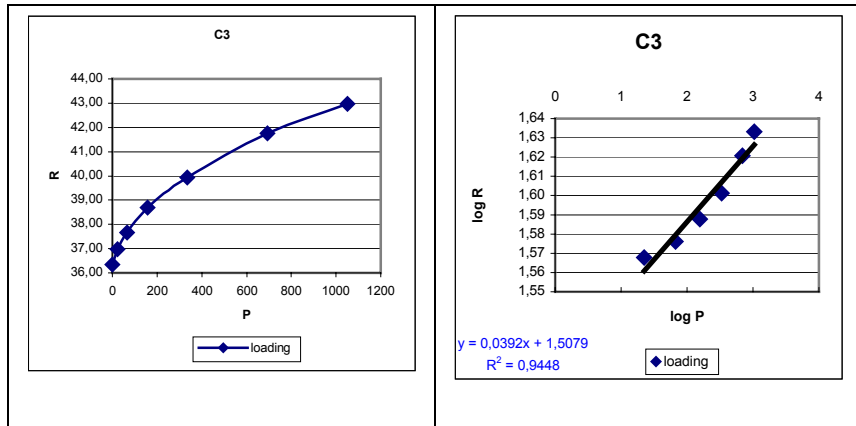 C3
44,00
43,00
42,00
41,00
40,00
39,00
38,00
37,00
36,00
R
0 200 400 600 800 1000 1200
P
loading
C3
0 1 2 3 4
1,64
1,63
1,62
1,61
1,60
1,59
1,58
1,57
1,56
1,55
log R
log P
y = 0,0392x + 1,5079
R² = 0,9448
loading